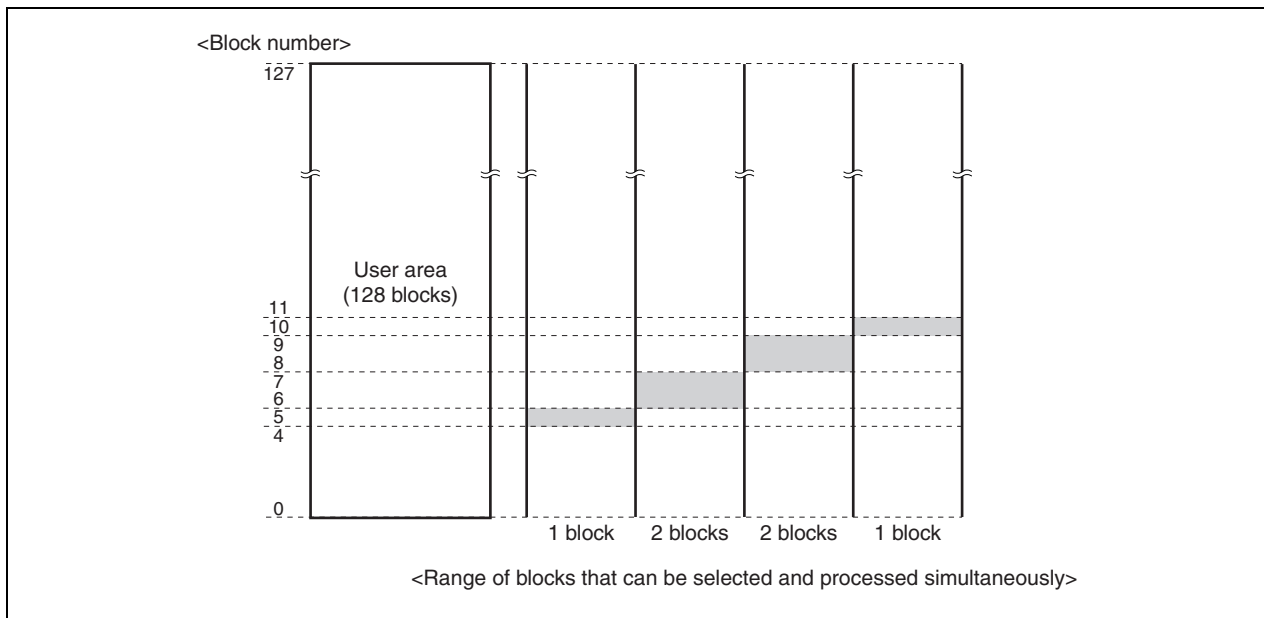 <Block number>
127
User area
(128 blocks)
11
10
9
8
7
6
5
4
0
1 block 2 blocks 2 blocks 1 block
<Range of blocks that can be selected and processed simultaneously>